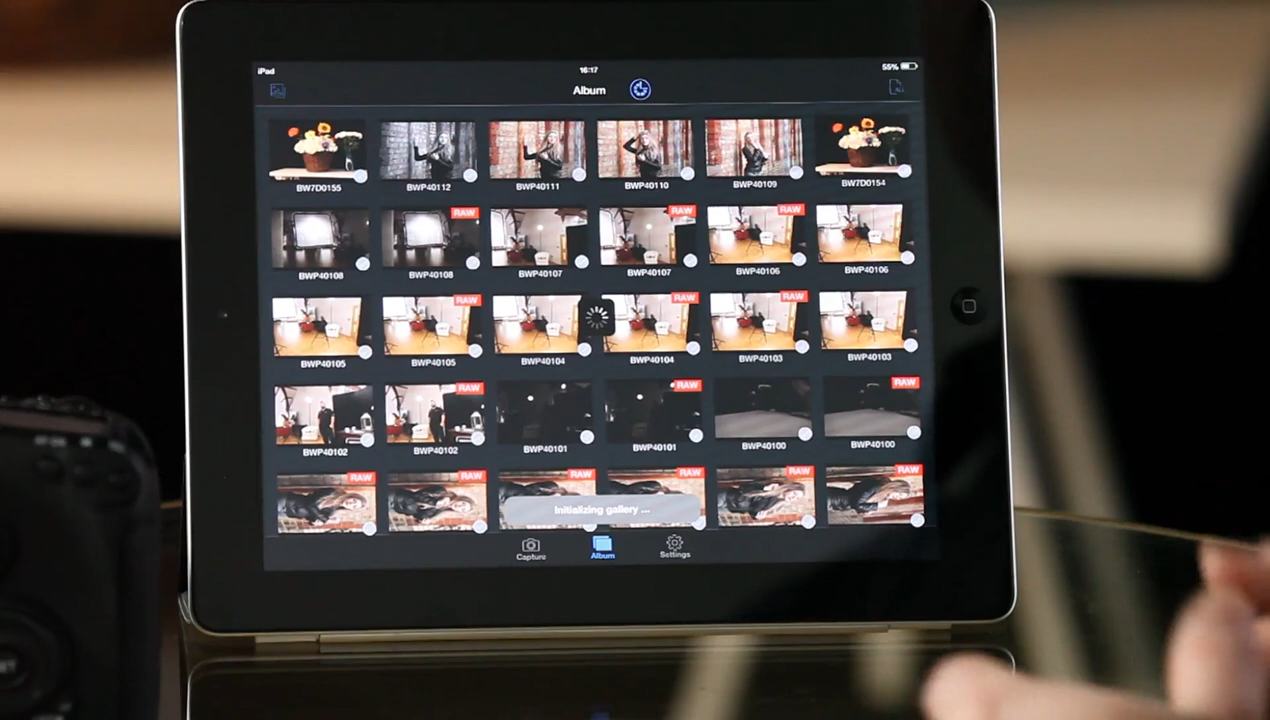 iPad 16:17 55%
Album
ALL
BW7D0155 BWP40112 BWP40111 BWP40110 BWP40109 BW7D0154
RAW RAW RAW
BWP40108 BWP40108 BWP40107 BWP40107 BWP40106 BWP40106
RAW RAW RAW
BWP40105 BWP40105 BWP40104 BWP40104 BWP40103 BWP40103
RAW RAW RAW
BWP40102 BWP40102 BWP40101 BWP40101 BWP40100 BWP40100
RAW RAW RAW RAW RAW RAW
Initializing gallery ...
Capture Album Settings